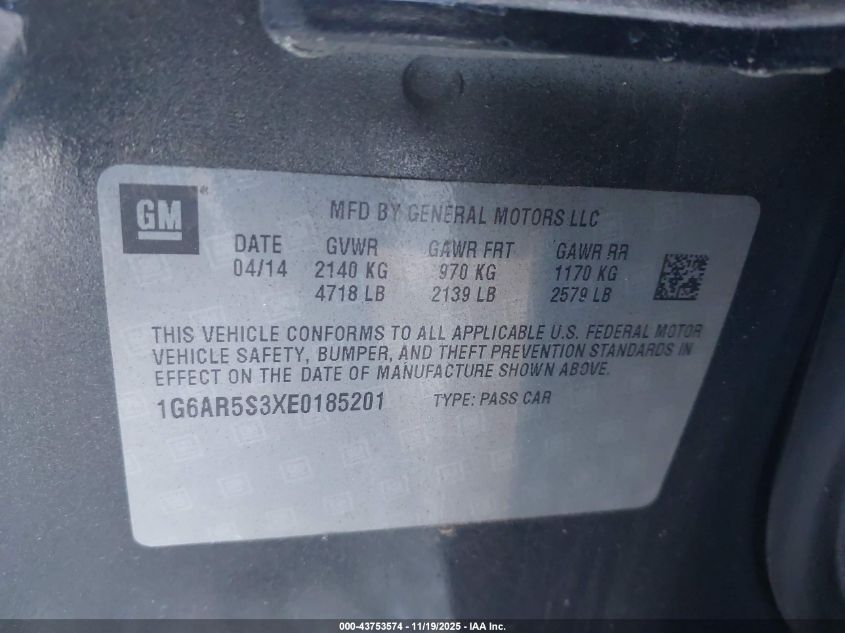 GM ®
MFD BY GENERAL MOTORS LLC
DATE GVWR GAWR FRT GAWR RR
04/14 2140 KG 970 KG 1170 KG
4718 LB 2139 LB 2579 LB
THIS VEHICLE CONFORMS TO ALL APPLICABLE U.S. FEDERAL MOTOR
VEHICLE SAFETY, BUMPER, AND THEFT PREVENTION STANDARDS IN
EFFECT ON THE DATE OF MANUFACTURE SHOWN ABOVE.
1G6AR5S3XE0185201 TYPE: PASS CAR
000-43753574 - 11/19/2025 - IAA Inc.